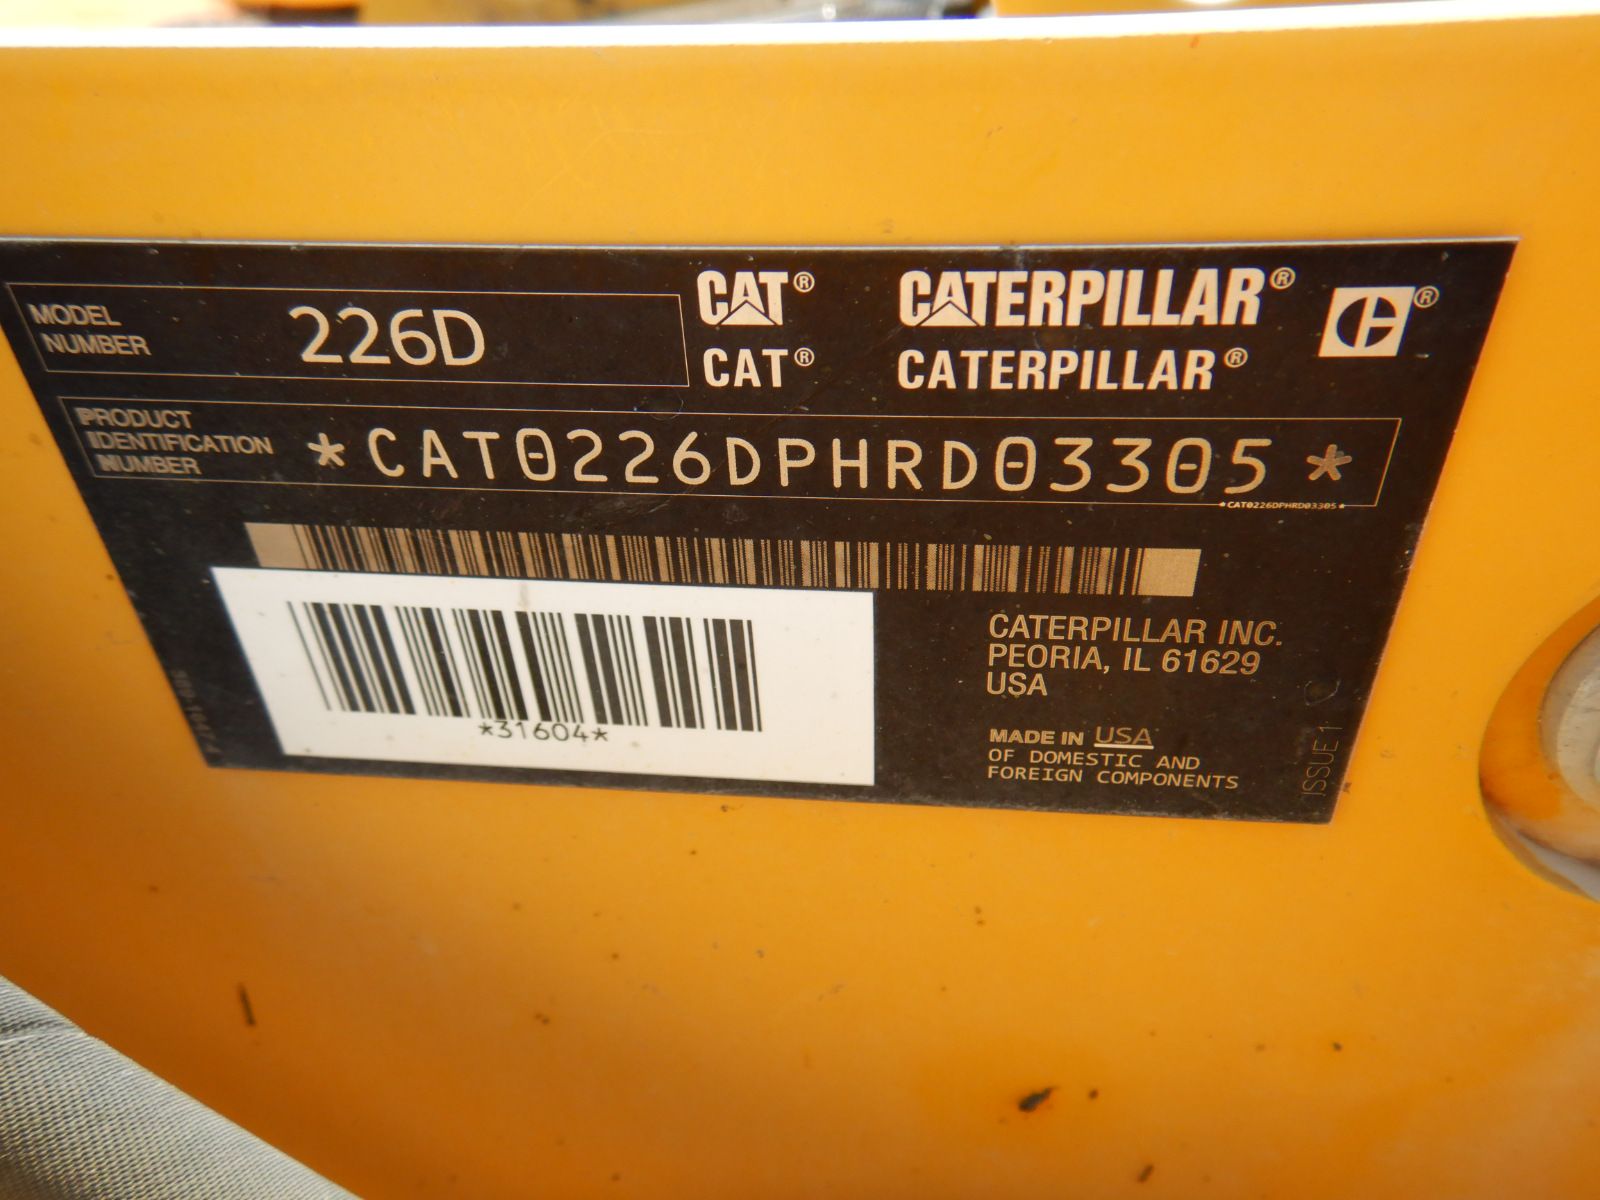 MODEL
NUMBER
226D
CAT®
CATERPILLAR®
CAT®
CATERPILLAR®
PRODUCT
IDENTIFICATION
NUMBER
*CAT0226DPHRD03305*
*CAT0226DPHRD03305*
*31604*
CATERPILLAR INC.
PEORIA, IL 61629
USA
MADE IN USA
OF DOMESTIC AND
FOREIGN COMPONENTS
ISSUE 1